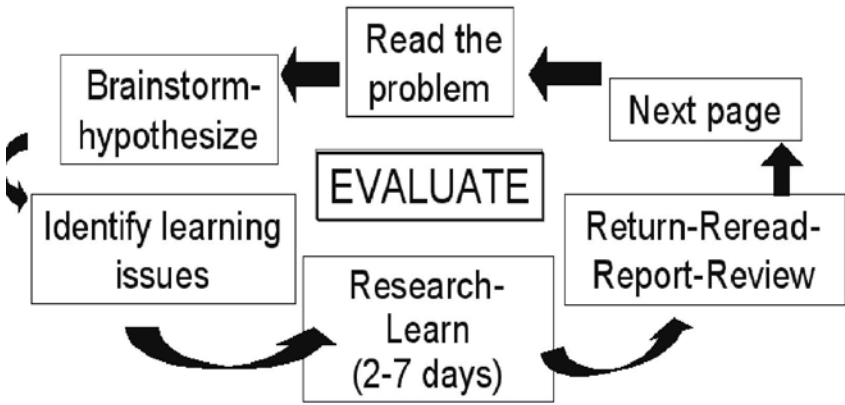 Read the
problem
Brainstorm-
hypothesize
Next page
EVALUATE
Identify learning
issues
Return-Reread-
Report-Review
Research-
Learn
(2-7 days)